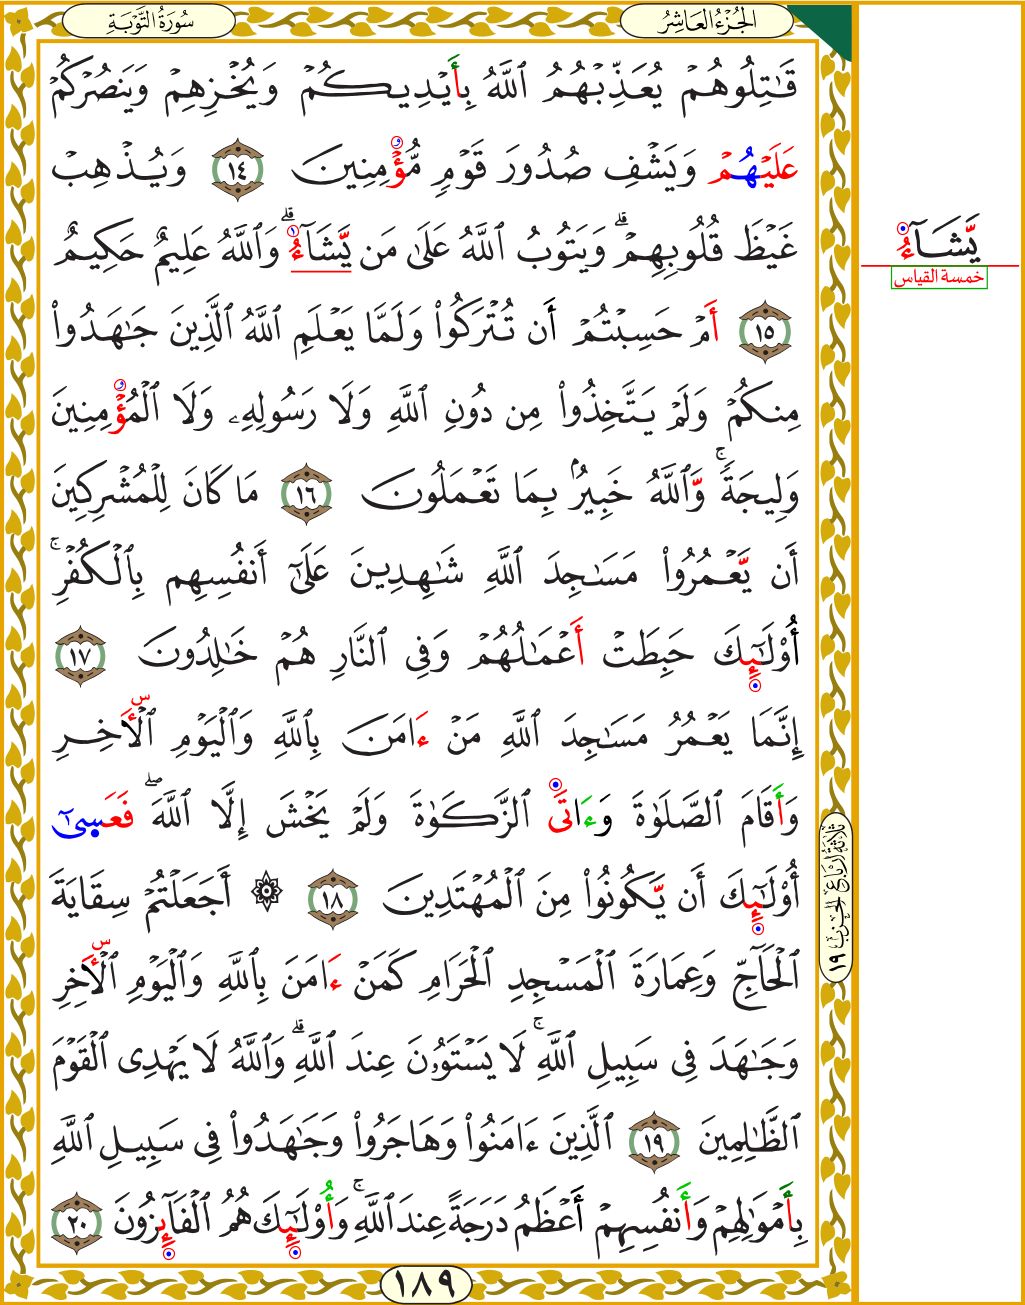 سُورَةُ التَّوْبَةِ
الجُزْءُ العَاشِرُ
قَٰتِلُوهُمْ يُعَذِّبْهُمُ ٱللَّهُ بِأَيْدِيكُمْ وَيُخْزِهِمْ وَيَنصُرْكُمْ
عَلَيْهُمْ وَيَشْفِ صُدُورَ قَوْمٍ مُّؤْمِنِينَ ١٤ وَيُذْهِبْ
غَيْظَ قُلُوبِهِمْ ۗ وَيَتُوبُ ٱللَّهُ عَلَىٰ مَن يَّشَآءُ ۗ وَٱللَّهُ عَلِيمٌ حَكِيمٌ
١٥ أَمْ حَسِبْتُمْ أَن تُتْرَكُوا۟ وَلَمَّا يَعْلَمِ ٱللَّهُ ٱلَّذِينَ جَٰهَدُوا۟
مِنكُمْ وَلَمْ يَتَّخِذُوا۟ مِن دُونِ ٱللَّهِ وَلَا رَسُولِهِۦ وَلَا ٱلْمُؤْمِنِينَ
وَلِيجَةً ۚ وَّٱللَّهُ خَبِيرٌۢ بِمَا تَعْمَلُونَ ١٦ مَا كَانَ لِلْمُشْرِكِينَ
أَن يَّعْمُرُوا۟ مَسَٰجِدَ ٱللَّهِ شَٰهِدِينَ عَلَىٰٓ أَنفُسِهِم بِٱلْكُفْرِ ۚ
أُو۟لَٰٓئِكَ حَبِطَتْ أَعْمَٰلُهُمْ وَفِى ٱلنَّارِ هُمْ خَٰلِدُونَ ١٧
إِنَّمَا يَعْمُرُ مَسَٰجِدَ ٱللَّهِ مَنْ ءَامَنَ بِٱللَّهِ وَٱلْيَوْمِ ٱلْأَاخِرِ
وَأَقَامَ ٱلصَّلَوٰةَ وَءَاتَى ٱلزَّكَوٰةَ وَلَمْ يَخْشَ إِلَّا ٱللَّهَ ۖ فَعَسَىٰٓ
أُو۟لَٰٓئِكَ أَن يَّكُونُوا۟ مِنَ ٱلْمُهْتَدِينَ ١٨ ۞ أَجَعَلْتُمْ سِقَايَةَ
ٱلْحَآجِّ وَعِمَارَةَ ٱلْمَسْجِدِ ٱلْحَرَامِ كَمَنْ ءَامَنَ بِٱللَّهِ وَٱلْيَوْمِ ٱلْأَاخِرِ
وَجَٰهَدَ فِى سَبِيلِ ٱللَّهِ ۚ لَا يَسْتَوُۥنَ عِندَ ٱللَّهِ ۗ وَٱللَّهُ لَا يَهْدِى ٱلْقَوْمَ
ٱلظَّٰلِمِينَ ١٩ ٱلَّذِينَ ءَامَنُوا۟ وَهَاجَرُوا۟ وَجَٰهَدُوا۟ فِى سَبِيلِ ٱللَّهِ
بِأَمْوَٰلِهِمْ وَأَنفُسِهِمْ أَعْظَمُ دَرَجَةً عِندَ ٱللَّهِ ۚ وَأُو۟لَٰٓئِكَ هُمُ ٱلْفَآئِزُونَ ٢٠
يَّشَآءُ
خمسة القياس
ثلاثة أرباع الحزب ١٩
١٨٩